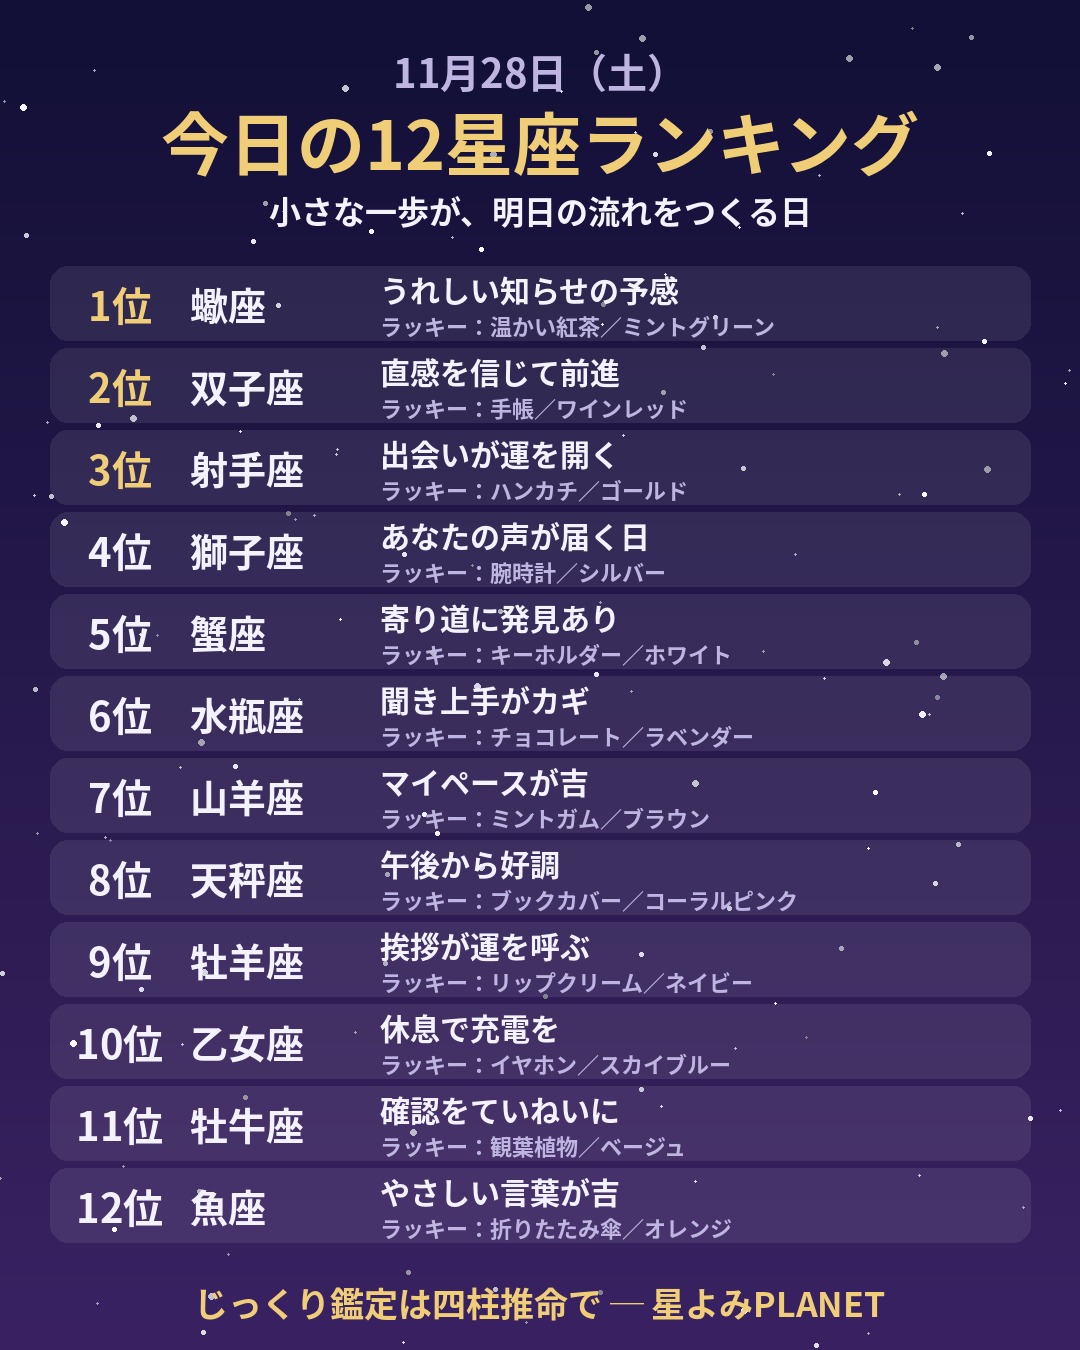 11月28日（土）
今日の12星座ランキング
小さな一歩が、明日の流れをつくる日
1位 蠍座 うれしい知らせの予感
ラッキー：温かい紅茶／ミントグリーン
2位 双子座 直感を信じて前進
ラッキー：手帳／ワインレッド
3位 射手座 出会いが運を開く
ラッキー：ハンカチ／ゴールド
4位 獅子座 あなたの声が届く日
ラッキー：腕時計／シルバー
5位 蟹座 寄り道に発見あり
ラッキー：キーホルダー／ホワイト
6位 水瓶座 聞き上手がカギ
ラッキー：チョコレート／ラベンダー
7位 山羊座 マイペースが吉
ラッキー：ミントガム／ブラウン
8位 天秤座 午後から好調
ラッキー：ブックカバー／コーラルピンク
9位 牡羊座 挨拶が運を呼ぶ
ラッキー：リップクリーム／ネイビー
10位 乙女座 休息で充電を
ラッキー：イヤホン／スカイブルー
11位 牡牛座 確認をていねいに
ラッキー：観葉植物／ベージュ
12位 魚座 やさしい言葉が吉
ラッキー：折りたたみ傘／オレンジ
じっくり鑑定は四柱推命で ― 星よみPLANET